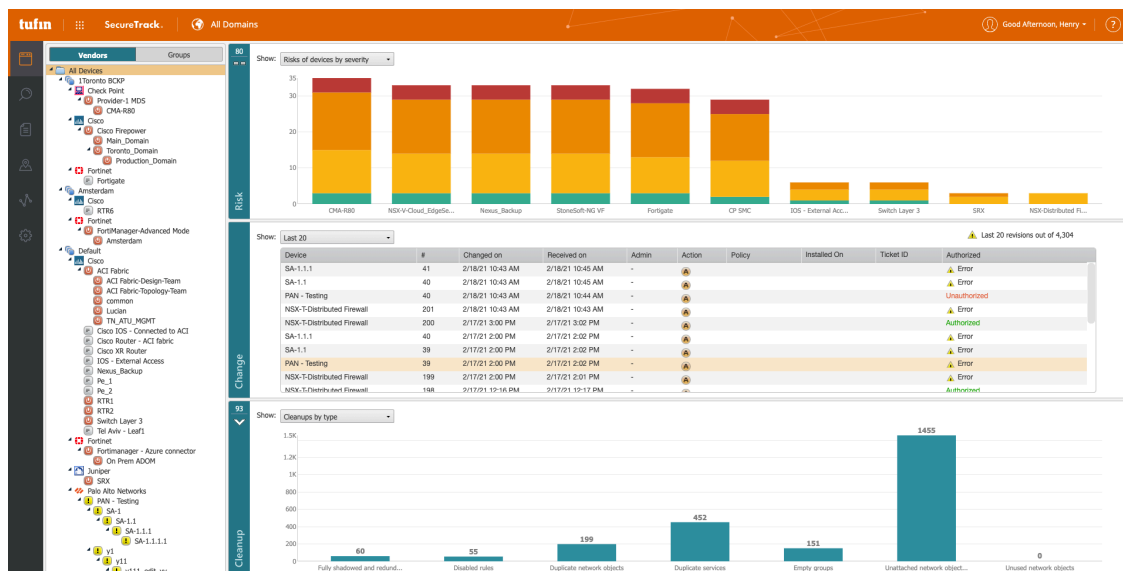 tufin SecureTrack. All Domains Good Afternoon, Henry ?
Vendors Groups
All Devices
1Toronto BCKP
Check Point
Provider-1 MDS
CMA-R80
Cisco
Cisco Firepower
Main_Domain
Toronto_Domain
Production_Domain
Fortinet
Fortigate
Amsterdam
Cisco
RTR6
Fortinet
FortiManager-Advanced Mode
Amsterdam
Default
Cisco
ACI Fabric
ACI Fabric-Design-Team
ACI Fabric-Topology-Team
common
Lucian
TN_ATU_MGMT
Cisco IOS - Connected to ACI
Cisco Router - ACI fabric
Cisco XR Router
IOS - External Access
Nexus_Backup
Pe_1
Pe_2
RTR1
RTR2
Switch Layer 3
Tel Aviv - Leaf1
Fortinet
Fortimanager - Azure connector
On Prem ADOM
Juniper
SRX
Palo Alto Networks
PAN - Testing
SA-1
SA-1.1
SA-1.1.1
SA-1.1.1.1
y1
y11
80
Risk
Show: Risks of devices by severity
35
30
20
10
0
CMA-R80 NSX-V-Cloud_EdgeSe... Nexus_Backup StoneSoft-NG VF Fortigate CP SMC IOS - External Acc... Switch Layer 3 SRX NSX-Distributed Fi...
Change
Show: Last 20 Last 20 revisions out of 4,304
Device # Changed on Received on Admin Action Policy Installed On Ticket ID Authorized
SA-1.1.1 41 2/18/21 10:43 AM 2/18/21 10:45 AM - A Error
SA-1.1 40 2/18/21 10:43 AM 2/18/21 10:45 AM - A Error
PAN - Testing 40 2/18/21 10:43 AM 2/18/21 10:44 AM - A Unauthorized
NSX-T-Distributed Firewall 201 2/18/21 10:43 AM 2/18/21 10:43 AM - A Error
NSX-T-Distributed Firewall 200 2/17/21 3:00 PM 2/17/21 3:02 PM - A Authorized
SA-1.1.1 40 2/17/21 2:00 PM 2/17/21 2:02 PM - A Error
SA-1.1 39 2/17/21 2:00 PM 2/17/21 2:02 PM - A Error
PAN - Testing 39 2/17/21 2:00 PM 2/17/21 2:02 PM - A Error
NSX-T-Distributed Firewall 199 2/17/21 2:00 PM 2/17/21 2:01 PM - A Error
NSX-T-Distributed Firewall 198 2/17/21 12:16 PM 2/17/21 12:17 PM - Authorized
93
Cleanup
Show: Cleanups by type
1.5K
1.2K
1K
800
600
400
200
0
60 55 199 452 151 1455 0
Fully shadowed and redund... Disabled rules Duplicate network objects Duplicate services Empty groups Unattached network object... Unused network objects